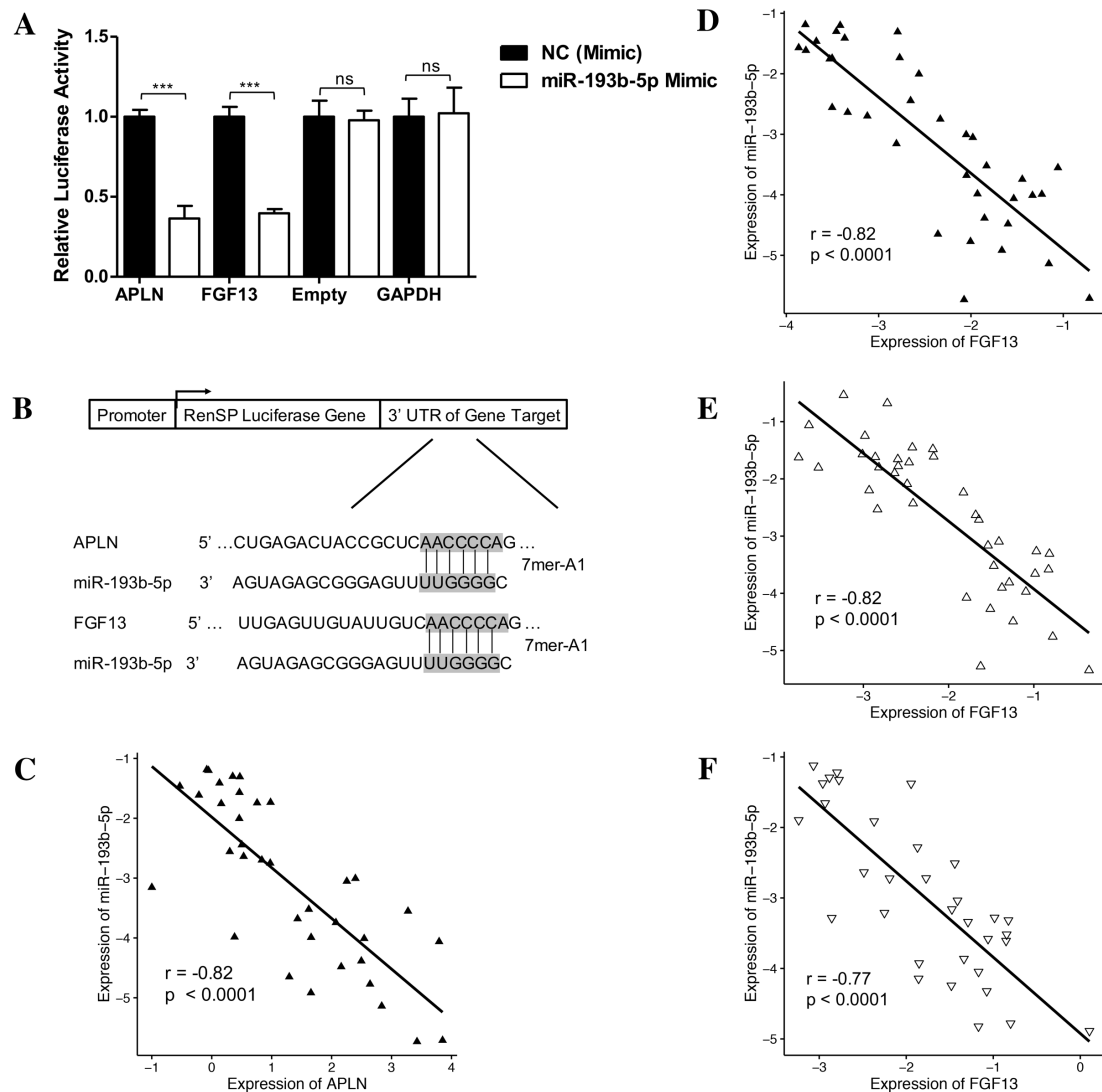 A
Relative Luciferase Activity
1.5
1.0
0.5
0.0
***
***
ns
ns
APLN FGF13 Empty GAPDH
NC (Mimic)
miR-193b-5p Mimic
B
Promoter RenSP Luciferase Gene 3' UTR of Gene Target
APLN 5' …CUGAGACUACCGCUCAACCCCAG …
7mer-A1
miR-193b-5p 3' AGUAGAGCGGGAGUUUUGGGGC
FGF13 5' … UUGAGUUGUAUUGUCAACCCCAG …
7mer-A1
miR-193b-5p 3' AGUAGAGCGGGAGUUUUGGGGC
C
Expression of miR−193b−5p
−1
−2
−3
−4
−5
r = -0.82
p < 0.0001
−1 0 1 2 3 4
Expression of APLN
D
Expression of miR−193b−5p
−1
−2
−3
−4
−5
r = -0.82
p < 0.0001
−4 −3 −2 −1
Expression of FGF13
E
Expression of miR−193b−5p
−1
−2
−3
−4
−5
r = -0.82
p < 0.0001
−3 −2 −1
Expression of FGF13
F
Expression of miR−193b−5p
−1
−2
−3
−4
−5
r = -0.77
p < 0.0001
−3 −2 −1 0
Expression of FGF13